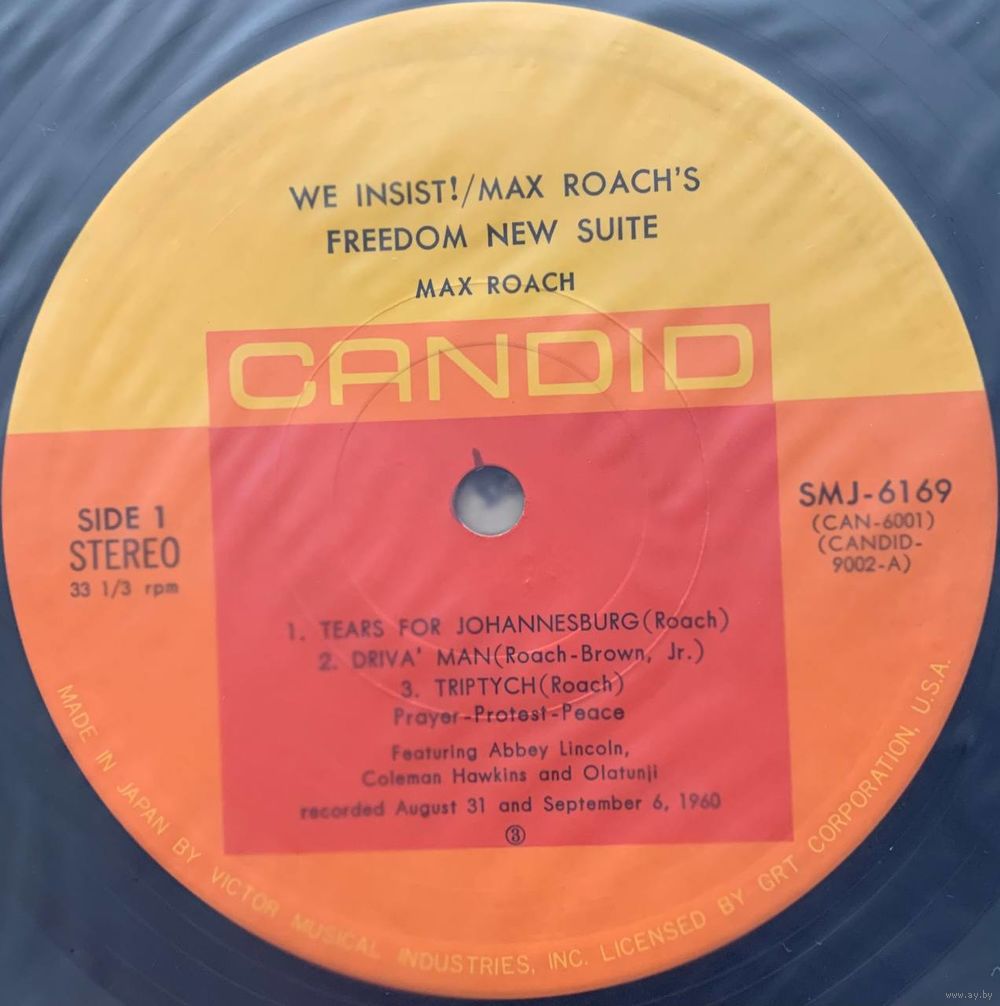 WE INSIST!/MAX ROACH'S
FREEDOM NEW SUITE
MAX ROACH
CANDID
SIDE 1
STEREO
33 1/3 rpm
SMJ-6169
(CAN-6001)
(CANDID-
9002-A)
1. TEARS FOR JOHANNESBURG(Roach)
2. DRIVA' MAN(Roach-Brown, Jr.)
3. TRIPTYCH(Roach)
Prayer-Protest-Peace
Featuring Abbey Lincoln,
Coleman Hawkins and Olatunji
recorded August 31 and September 6, 1960
③
MADE IN JAPAN BY VICTOR MUSICAL INDUSTRIES, INC. LICENSED BY GRT CORPORATION, U.S.A.
www.ay.by